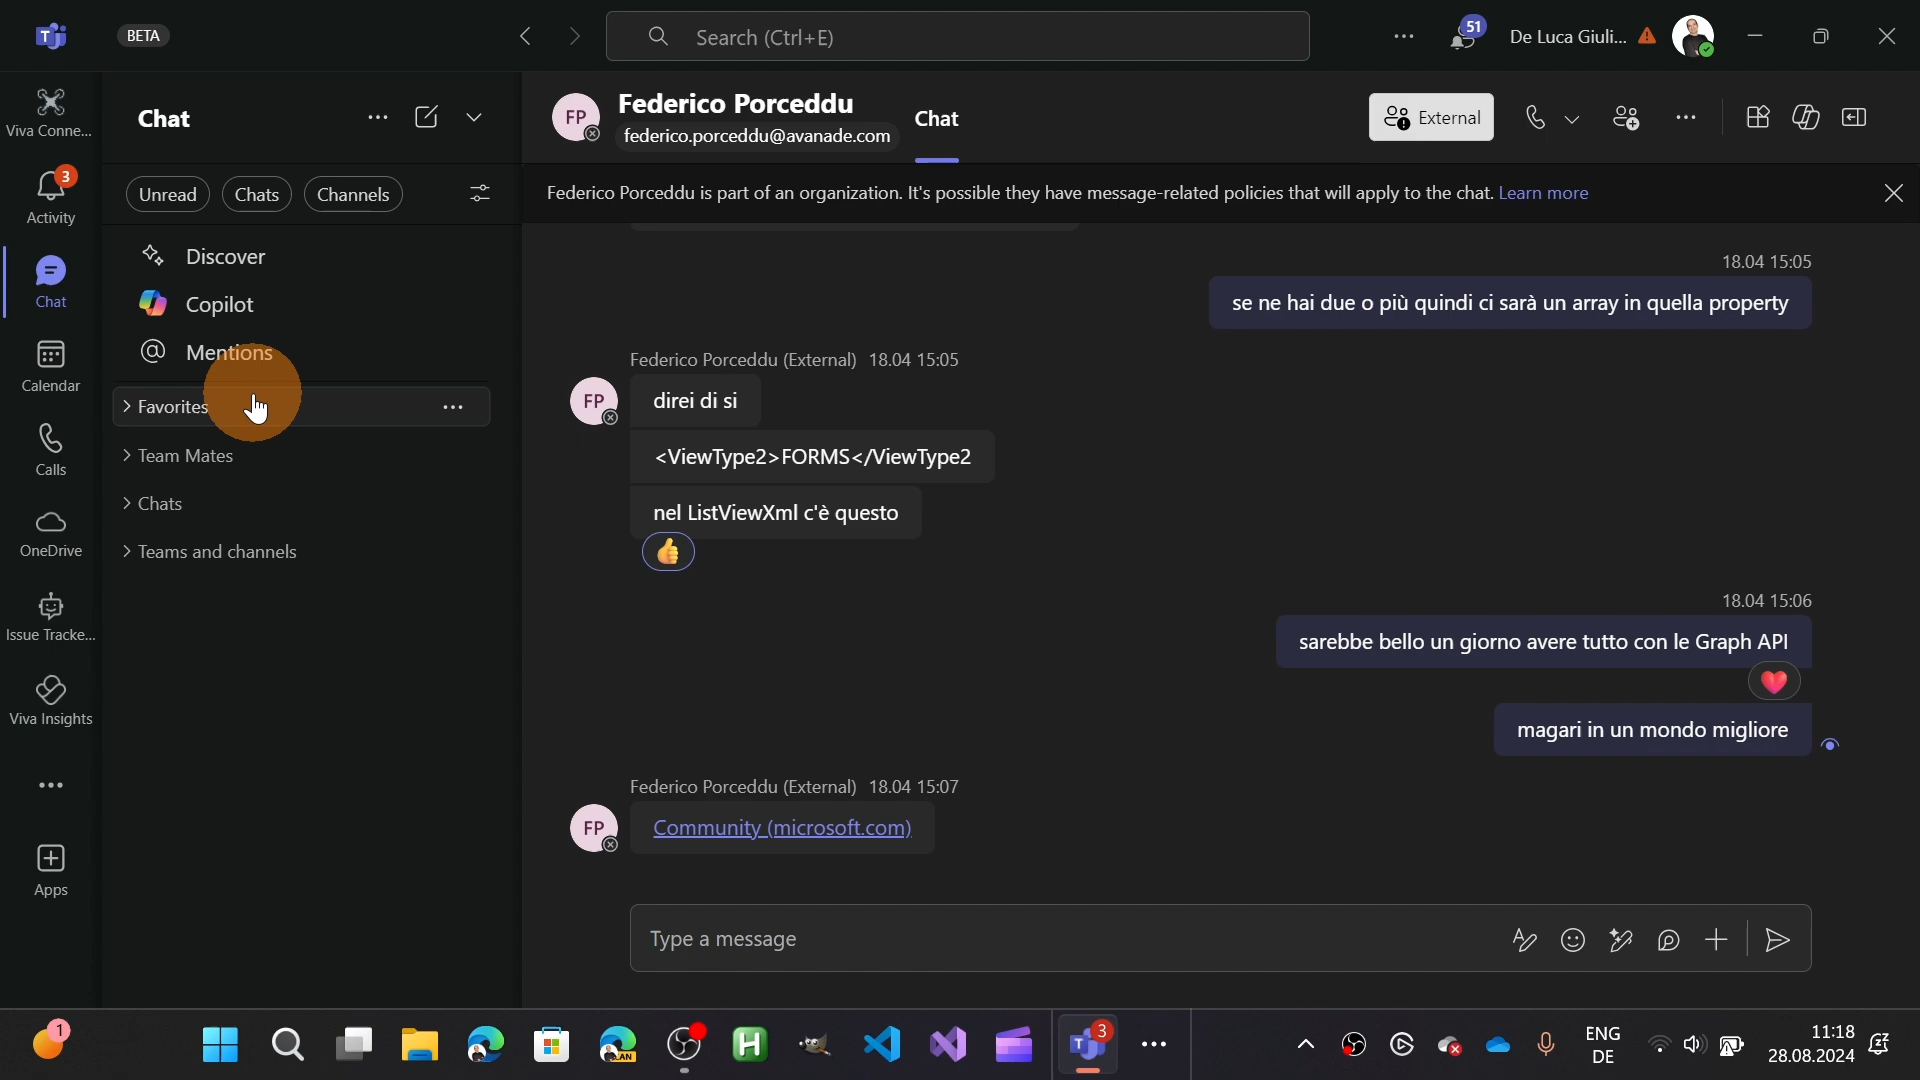 BETA
Search (Ctrl+E)
51
De Luca Giuli...
Viva Conne...
3
Activity
Chat
Calendar
Calls
OneDrive
Issue Tracke...
Viva Insights
Apps
Chat
Unread
Chats
Channels
Discover
Copilot
Mentions
Favorites
Team Mates
Chats
Teams and channels
FP
Federico Porceddu
federico.porceddu@avanade.com
Chat
External
Federico Porceddu is part of an organization. It's possible they have message-related policies that will apply to the chat. Learn more
18.04 15:05
se ne hai due o più quindi ci sarà un array in quella property
Federico Porceddu (External) 18.04 15:05
FP
direi di si
<ViewType2>FORMS</ViewType2
nel ListViewXml c'è questo
18.04 15:06
sarebbe bello un giorno avere tutto con le Graph API
magari in un mondo migliore
Federico Porceddu (External) 18.04 15:07
FP
Community (microsoft.com)
Type a message
1
3
ENG
DE
11:18
28.08.2024